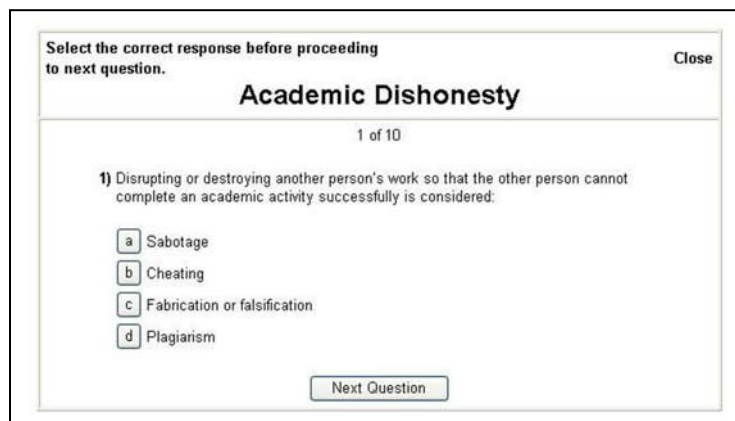 Select the correct response before proceeding
to next question.
Close
Academic Dishonesty
1 of 10
1) Disrupting or destroying another person's work so that the other person cannot
complete an academic activity successfully is considered:
a Sabotage
b Cheating
c Fabrication or falsification
d Plagiarism
Next Question